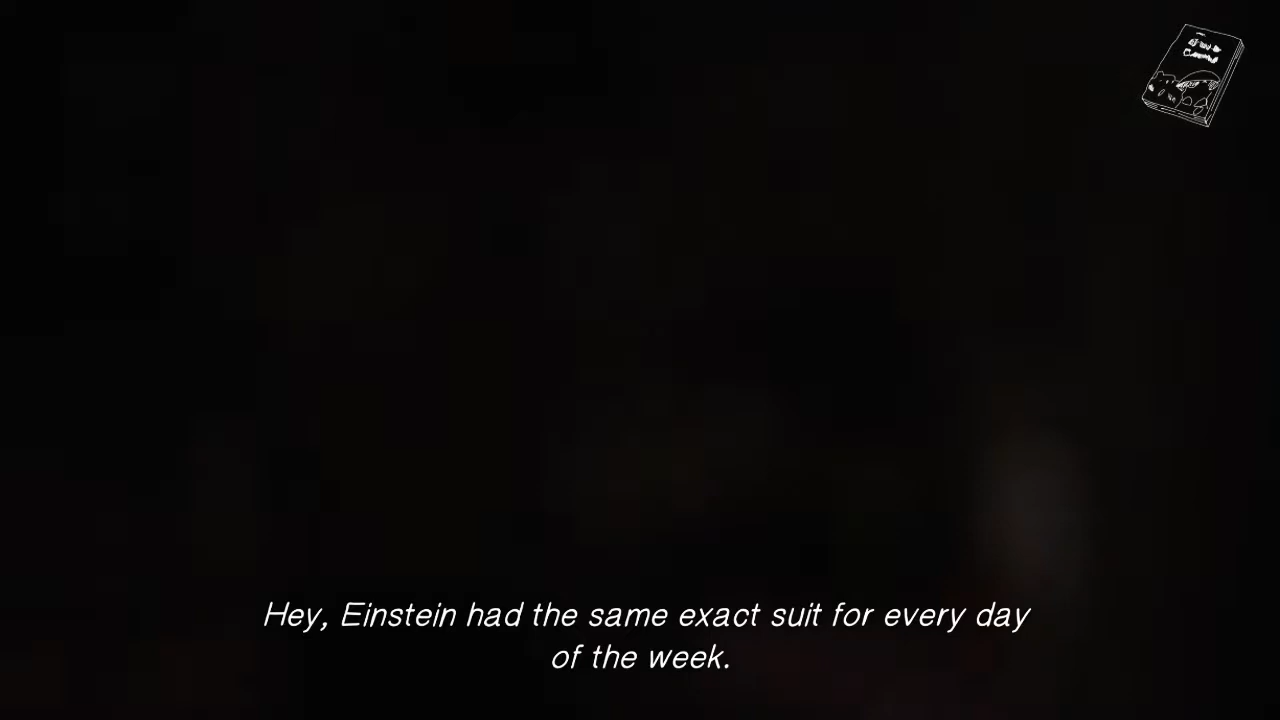 Hey, Einstein had the same exact suit for every day
of the week.